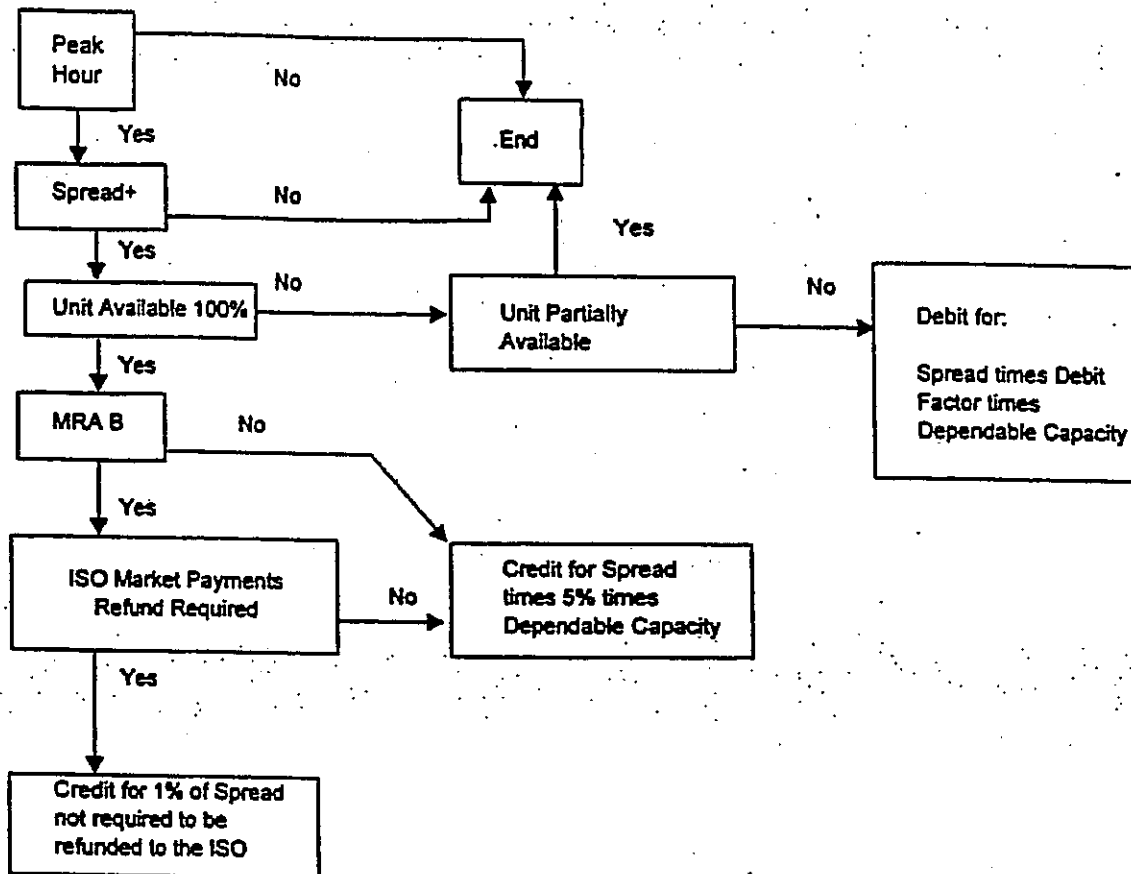 Peak
Hour
No
Yes
.End
Spread+
No
Yes
Yes
Unit Available 100%
No
Unit Partially
Available
No
Debit for:
Spread times Debit
Factor times
Dependable Capacity
Yes
MRA B
No
Yes
ISO Market Payments
Refund Required
No
Credit for Spread
times 5% times
Dependable Capacity
Yes
Credit for 1% of Spread
not required to be
refunded to the ISO